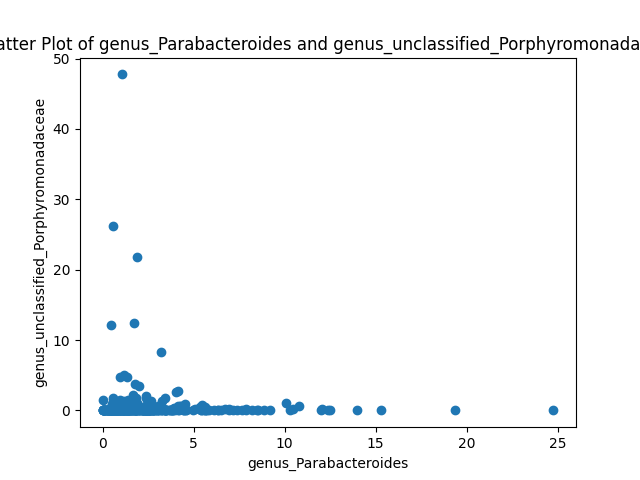 atter Plot of genus_Parabacteroides and genus_unclassified_Porphyromonada
50
40
30
20
10
0
genus_unclassified_Porphyromonadaceae
0 5 10 15 20 25
genus_Parabacteroides